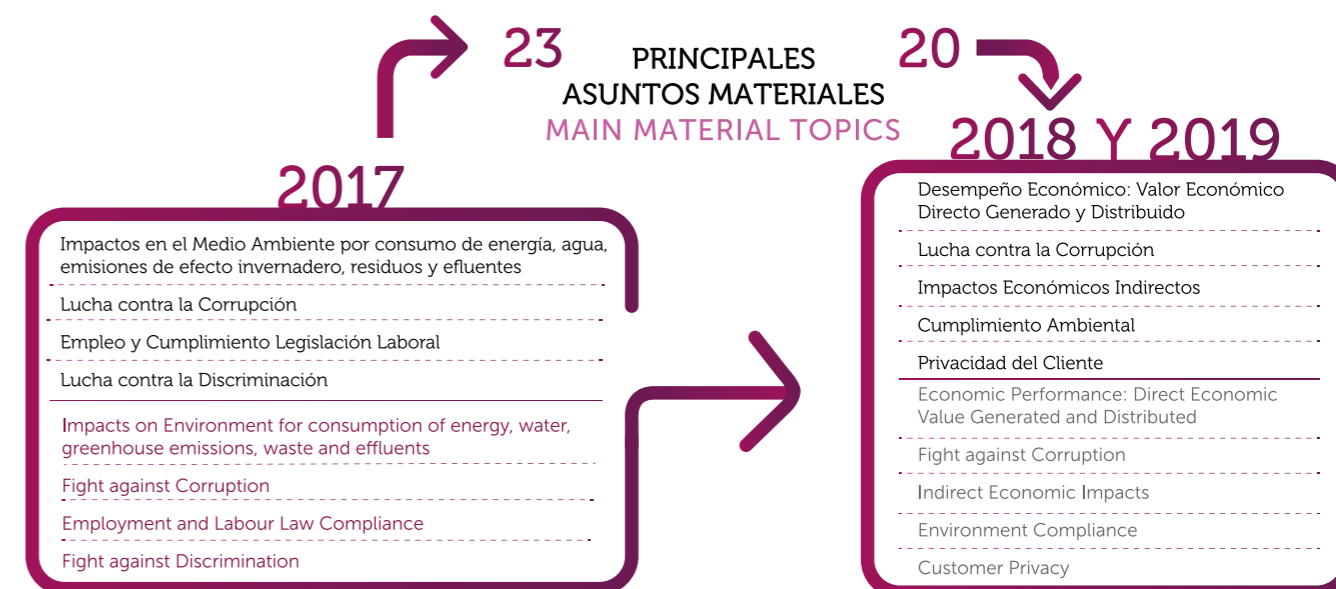 23
PRINCIPALES
ASUNTOS MATERIALES
MAIN MATERIAL TOPICS
20
2017
Impactos en el Medio Ambiente por consumo de energía, agua,
emisiones de efecto invernadero, residuos y efluentes
Lucha contra la Corrupción
Empleo y Cumplimiento Legislación Laboral
Lucha contra la Discriminación
Impacts on Environment for consumption of energy, water,
greenhouse emissions, waste and effluents
Fight against Corruption
Employment and Labour Law Compliance
Fight against Discrimination
2018 Y 2019
Desempeño Económico: Valor Económico
Directo Generado y Distribuido
Lucha contra la Corrupción
Impactos Económicos Indirectos
Cumplimiento Ambiental
Privacidad del Cliente
Economic Performance: Direct Economic
Value Generated and Distributed
Fight against Corruption
Indirect Economic Impacts
Environment Compliance
Customer Privacy